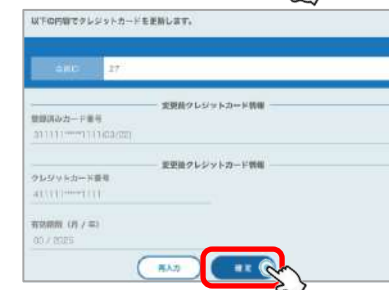 以下の内容でクレジットカードを更新します。
会員ID 27
変更前クレジットカード情報
登録済みカード番号
変更後クレジットカード情報
クレジットカード番号
411111*****1111
有効期限（月 / 年）
再入力 確定